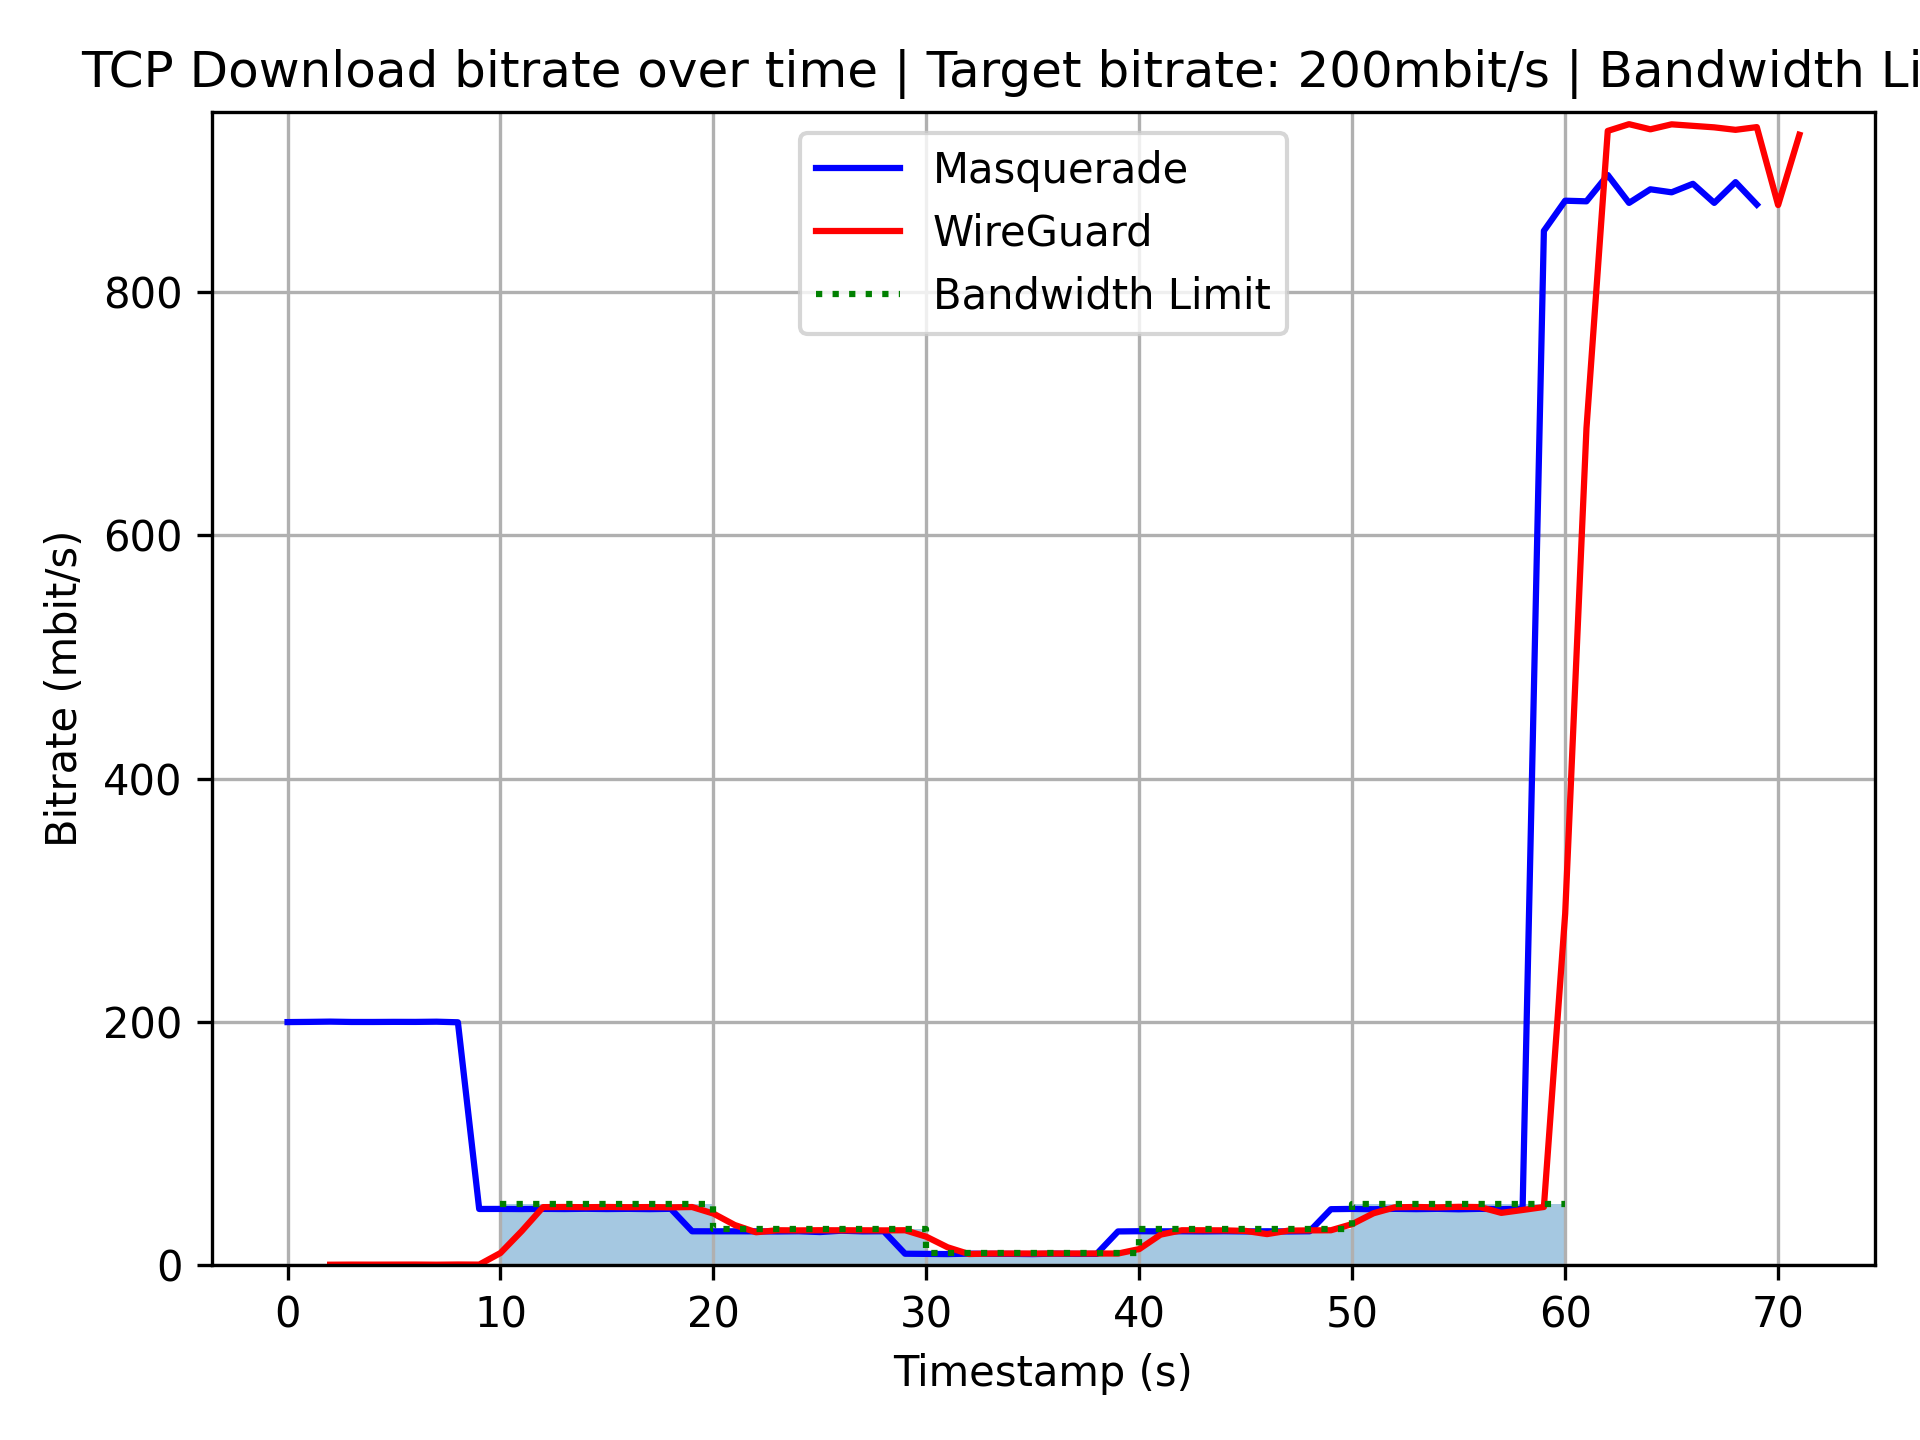 TCP Download bitrate over time | Target bitrate: 200mbit/s | Bandwidth Li
Masquerade
WireGuard
Bandwidth Limit
800
600
400
200
0
Bitrate (mbit/s)
0 10 20 30 40 50 60 70
Timestamp (s)